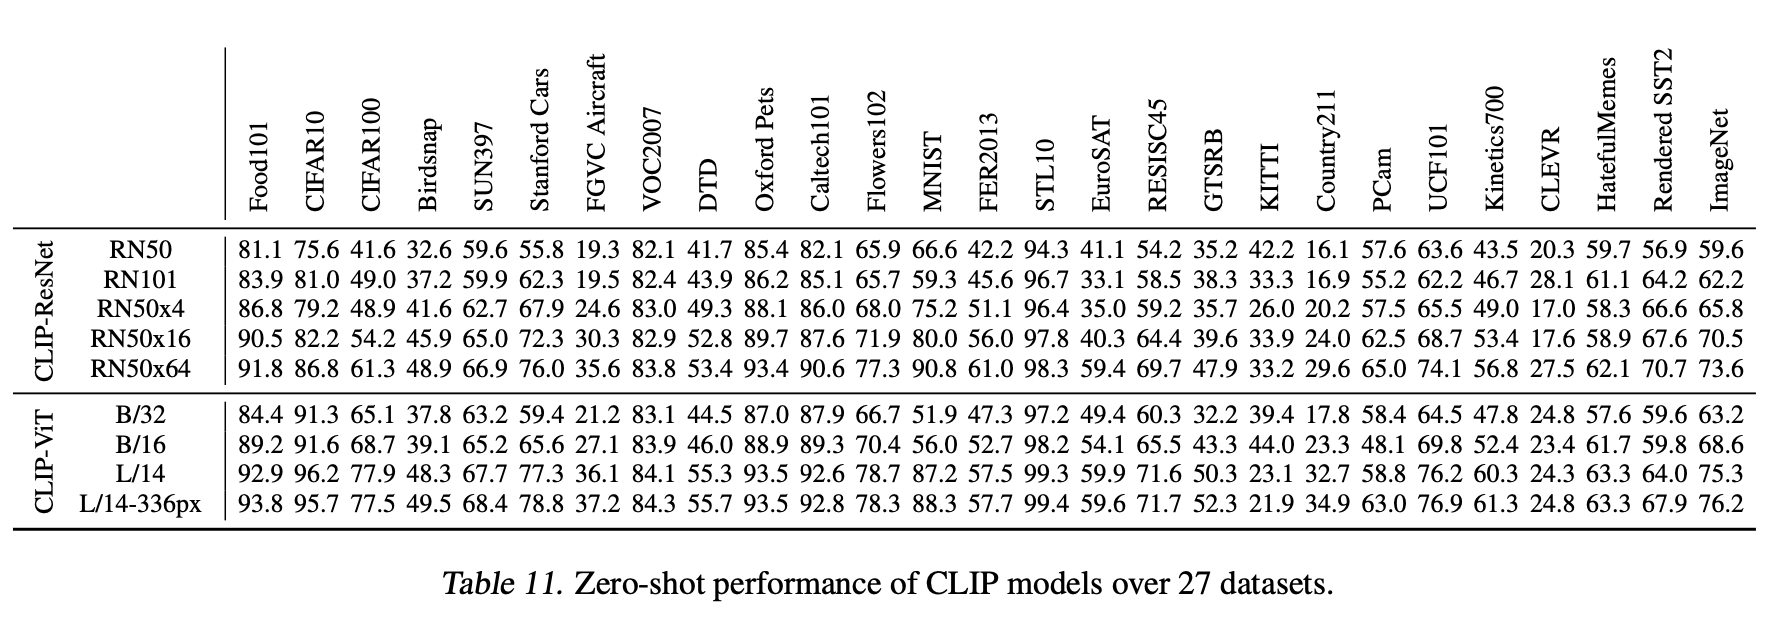 Food101 CIFAR10 CIFAR100 Birdsnap SUN397 Stanford Cars FGVC Aircraft VOC2007 DTD Oxford Pets Caltech101 Flowers102 MNIST FER2013 STL10 EuroSAT RESISC45 GTSRB KITTI Country211 PCam UCF101 Kinetics700 CLEVR HatefulMemes Rendered SST2 ImageNet
CLIP-ResNet
RN50 81.1 75.6 41.6 32.6 59.6 55.8 19.3 82.1 41.7 85.4 82.1 65.9 66.6 42.2 94.3 41.1 54.2 35.2 42.2 16.1 57.6 63.6 43.5 20.3 59.7 56.9 59.6
RN101 83.9 81.0 49.0 37.2 59.9 62.3 19.5 82.4 43.9 86.2 85.1 65.7 59.3 45.6 96.7 33.1 58.5 38.3 33.3 16.9 55.2 62.2 46.7 28.1 61.1 64.2 62.2
RN50x4 86.8 79.2 48.9 41.6 62.7 67.9 24.6 83.0 49.3 88.1 86.0 68.0 75.2 51.1 96.4 35.0 59.2 35.7 26.0 20.2 57.5 65.5 49.0 17.0 58.3 66.6 65.8
RN50x16 90.5 82.2 54.2 45.9 65.0 72.3 30.3 82.9 52.8 89.7 87.6 71.9 80.0 56.0 97.8 40.3 64.4 39.6 33.9 24.0 62.5 68.7 53.4 17.6 58.9 67.6 70.5
RN50x64 91.8 86.8 61.3 48.9 66.9 76.0 35.6 83.8 53.4 93.4 90.6 77.3 90.8 61.0 98.3 59.4 69.7 47.9 33.2 29.6 65.0 74.1 56.8 27.5 62.1 70.7 73.6
CLIP-ViT
B/32 84.4 91.3 65.1 37.8 63.2 59.4 21.2 83.1 44.5 87.0 87.9 66.7 51.9 47.3 97.2 49.4 60.3 32.2 39.4 17.8 58.4 64.5 47.8 24.8 57.6 59.6 63.2
B/16 89.2 91.6 68.7 39.1 65.2 65.6 27.1 83.9 46.0 88.9 89.3 70.4 56.0 52.7 98.2 54.1 65.5 43.3 44.0 23.3 48.1 69.8 52.4 23.4 61.7 59.8 68.6
L/14 92.9 96.2 77.9 48.3 67.7 77.3 36.1 84.1 55.3 93.5 92.6 78.7 87.2 57.5 99.3 59.9 71.6 50.3 23.1 32.7 58.8 76.2 60.3 24.3 63.3 64.0 75.3
L/14-336px 93.8 95.7 77.5 49.5 68.4 78.8 37.2 84.3 55.7 93.5 92.8 78.3 88.3 57.7 99.4 59.6 71.7 52.3 21.9 34.9 63.0 76.9 61.3 24.8 63.3 67.9 76.2
Table 11. Zero-shot performance of CLIP models over 27 datasets.